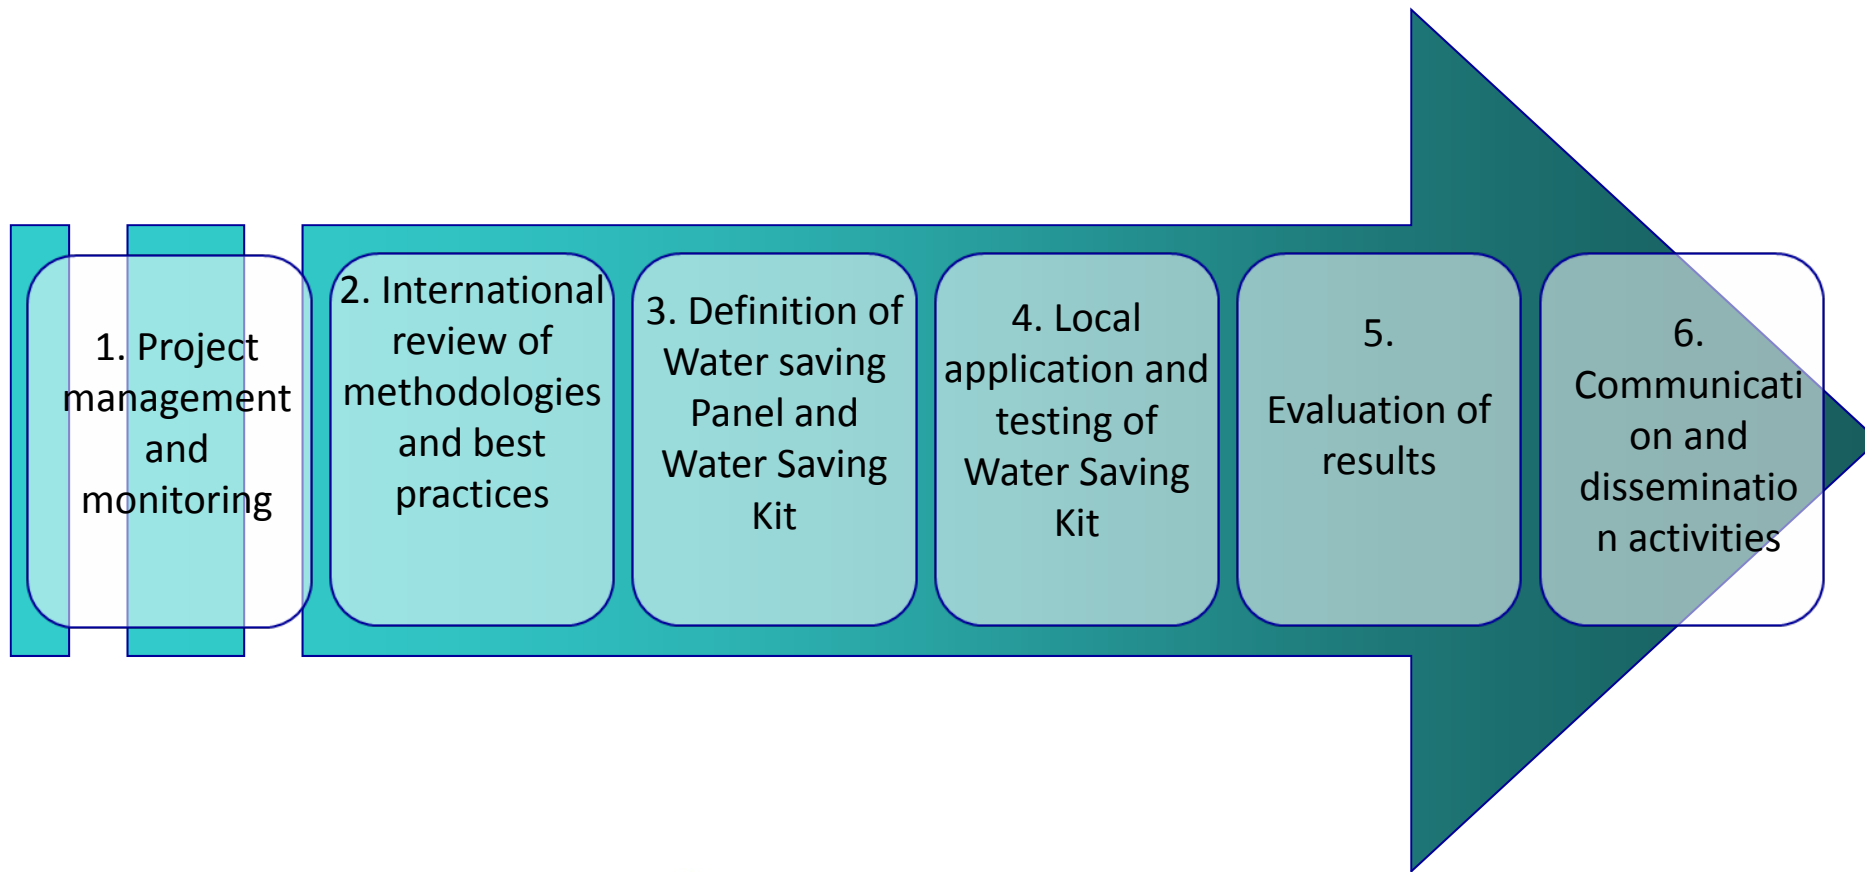 1. Project
management
and
monitoring
2. International
review of
methodologies
and best
practices
3. Definition of
Water saving
Panel and
Water Saving
Kit
4. Local
application and
testing of
Water Saving
Kit
5.
Evaluation of
results
6.
Communicati
on and
disseminatio
n activities